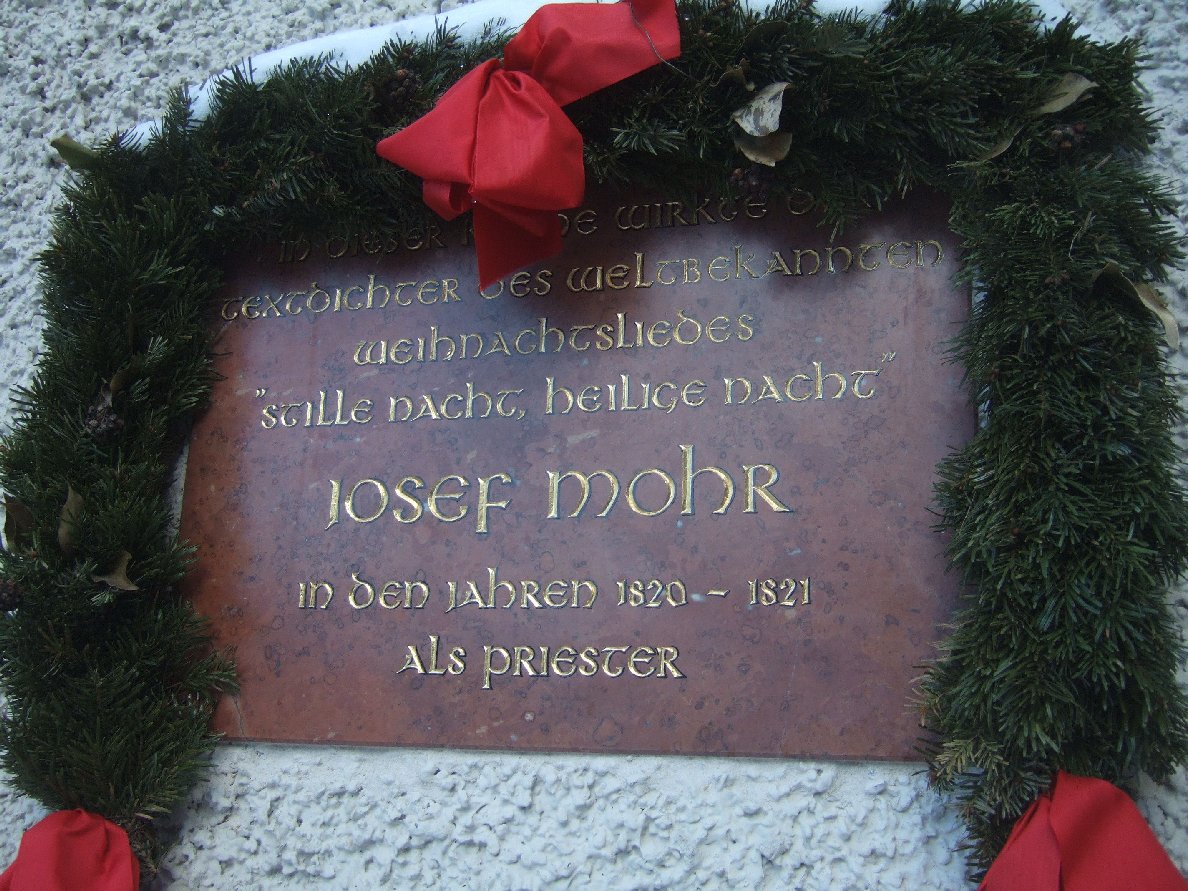 IN DIESER WIRKTE
TEXTDICHTER DES WELTBEKANNTEN
WEIHNACHTSLIEDES
"STILLE NACHT, HEILIGE NACHT"
JOSEF MOHR
IN DEN JAHREN 1820 - 1821
ALS PRIESTER